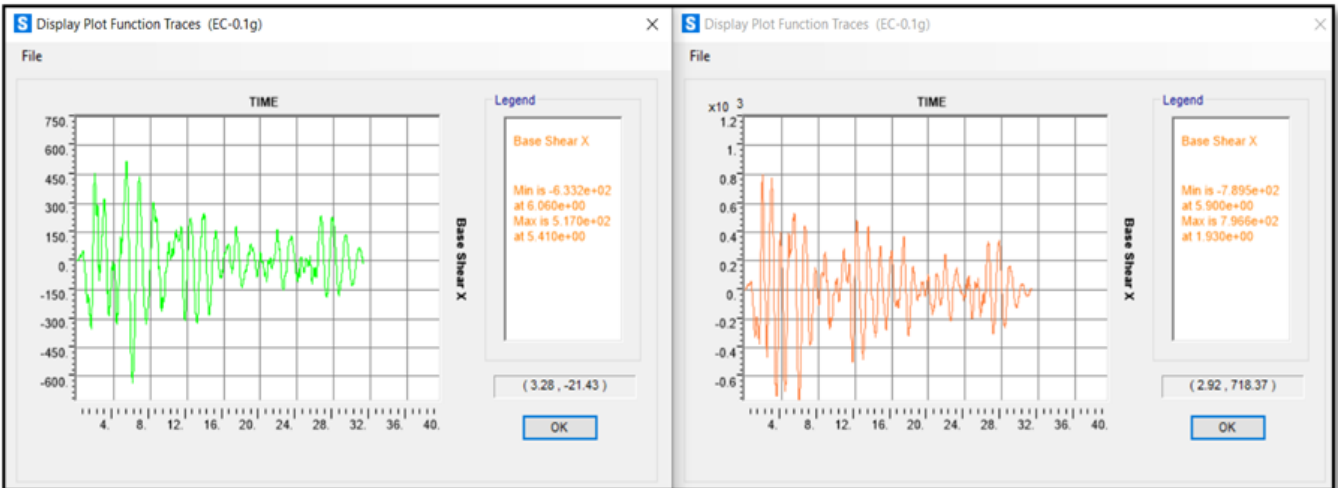 S Display Plot Function Traces (EC-0.1g) ×
File
TIME
750.
600.
450.
300.
150.
0.
-150.
-300.
-450.
-600.
4. 8. 12. 16. 20. 24. 28. 32. 36. 40.
Base Shear X
Legend
Base Shear X
Min is -6.332e+02
at 6.060e+00
Max is 5.170e+02
at 5.410e+00
( 3.28 , -21.43 )
OK
S Display Plot Function Traces (EC-0.1g) ×
File
x10 3
TIME
1.2
1.
0.8
0.6
0.4
0.2
0.
-0.2
-0.4
-0.6
4. 8. 12. 16. 20. 24. 28. 32. 36. 40.
Base Shear X
Legend
Base Shear X
Min is -7.895e+02
at 5.900e+00
Max is 7.966e+02
at 1.930e+00
( 2.92 , 718.37 )
OK